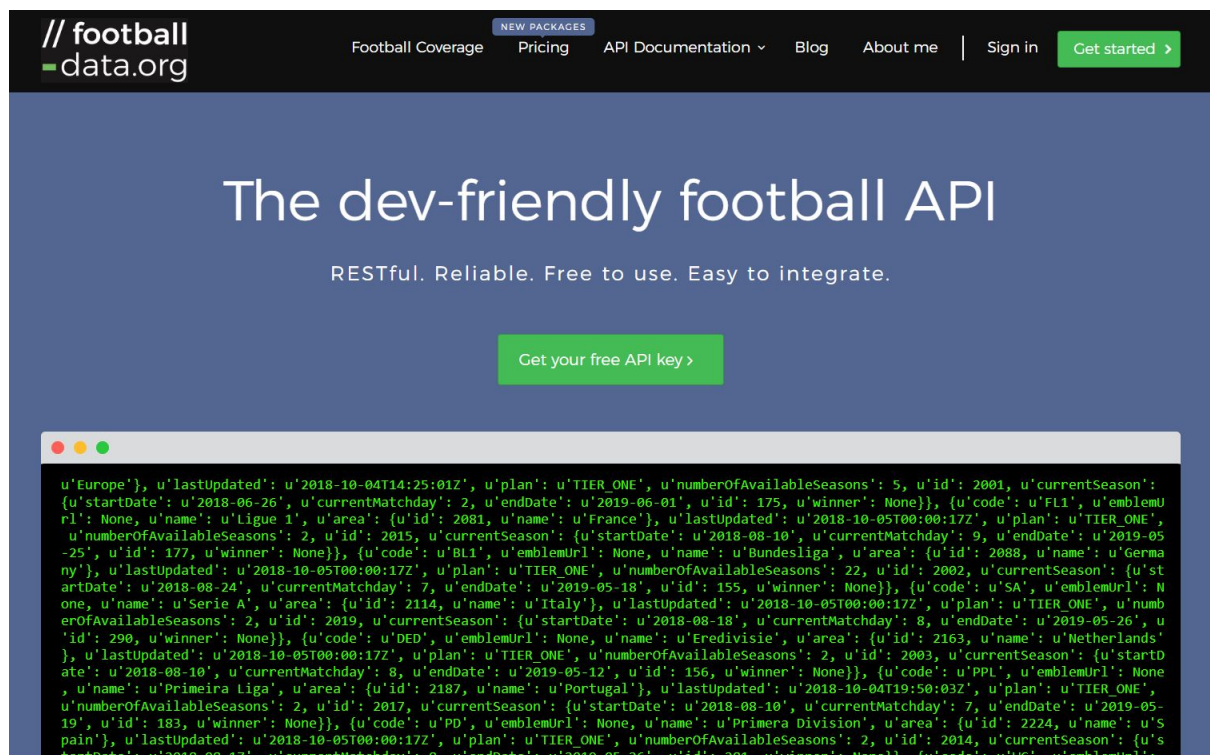 // football
-data.org
NEW PACKAGES
Football Coverage Pricing API Documentation Blog About me Sign in Get started >
The dev-friendly football API
RESTful. Reliable. Free to use. Easy to integrate.
Get your free API key >
u'Europe'}, u'lastUpdated': u'2018-10-04T14:25:01Z', u'plan': u'TIER_ONE', u'numberOfAvailableSeasons': 5, u'id': 2001, u'currentSeason':
{u'startDate': u'2018-06-26', u'currentMatchday': 2, u'endDate': u'2019-06-01', u'id': 175, u'winner': None}}, {u'code': u'FL1', u'emblemU
rl': None, u'name': u'Ligue 1', u'area': {u'id': 2081, u'name': u'France'}, u'lastUpdated': u'2018-10-05T00:00:17Z', u'plan': u'TIER_ONE',
u'numberOfAvailableSeasons': 2, u'id': 2015, u'currentSeason': {u'startDate': u'2018-08-10', u'currentMatchday': 9, u'endDate': u'2019-05
-25', u'id': 177, u'winner': None}}, {u'code': u'BL1', u'emblemUrl': None, u'name': u'Bundesliga', u'area': {u'id': 2088, u'name': u'Germa
ny'}, u'lastUpdated': u'2018-10-05T00:00:17Z', u'plan': u'TIER_ONE', u'numberOfAvailableSeasons': 22, u'id': 2002, u'currentSeason': {u'st
artDate': u'2018-08-24', u'currentMatchday': 7, u'endDate': u'2019-05-18', u'id': 155, u'winner': None}}, {u'code': u'SA', u'emblemUrl': N
one, u'name': u'Serie A', u'area': {u'id': 2114, u'name': u'Italy'}, u'lastUpdated': u'2018-10-05T00:00:17Z', u'plan': u'TIER_ONE', u'numb
erOfAvailableSeasons': 2, u'id': 2019, u'currentSeason': {u'startDate': u'2018-08-18', u'currentMatchday': 8, u'endDate': u'2019-05-26', u
'id': 290, u'winner': None}}, {u'code': u'DED', u'emblemUrl': None, u'name': u'Eredivisie', u'area': {u'id': 2163, u'name': u'Netherlands'
}, u'lastUpdated': u'2018-10-05T00:00:17Z', u'plan': u'TIER_ONE', u'numberOfAvailableSeasons': 2, u'id': 2003, u'currentSeason': {u'startD
ate': u'2018-08-10', u'currentMatchday': 8, u'endDate': u'2019-05-12', u'id': 156, u'winner': None}}, {u'code': u'PPL', u'emblemUrl': None
, u'name': u'Primeira Liga', u'area': {u'id': 2187, u'name': u'Portugal'}, u'lastUpdated': u'2018-10-04T19:50:03Z', u'plan': u'TIER_ONE',
u'numberOfAvailableSeasons': 2, u'id': 2017, u'currentSeason': {u'startDate': u'2018-08-10', u'currentMatchday': 7, u'endDate': u'2019-05-
19', u'id': 183, u'winner': None}}, {u'code': u'PD', u'emblemUrl': None, u'name': u'Primera Division', u'area': {u'id': 2224, u'name': u'S
pain'}, u'lastUpdated': u'2018-10-05T00:00:17Z', u'plan': u'TIER_ONE', u'numberOfAvailableSeasons': 2, u'id': 2014, u'currentSeason': {u's